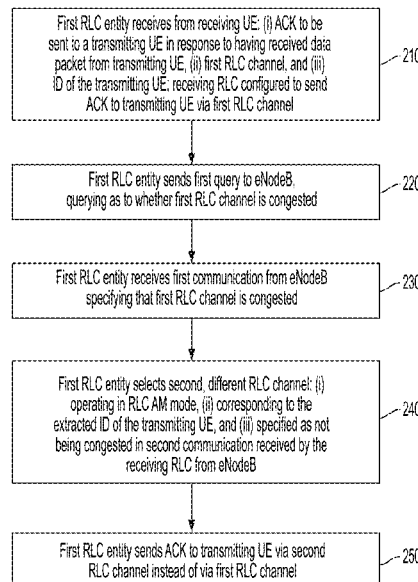 First RLC entity receives from receiving UE: (i) ACK to be
sent to a transmitting UE in response to having received data
packet from transmitting UE, (ii) first RLC channel, and (iii)
ID of the transmitting UE; receiving RLC configured to send
ACK to transmitting UE via first RLC channel
210
First RLC entity sends first query to eNodeB,
querying as to whether first RLC channel is congested
220
First RLC entity receives first communication from eNodeB
specifying that first RLC channel is congested
230
First RLC entity selects second, different RLC channel: (i)
operating in RLC AM mode, (ii) corresponding to the
extracted ID of the transmitting UE, and (iii) specified as not
being congested in second communication received by the
receiving RLC from eNodeB
240
First RLC entity sends ACK to transmitting UE via second
RLC channel instead of via first RLC channel
250